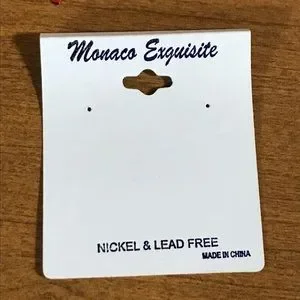 Monaco Exquisite
NICKEL & LEAD FREE
MADE IN CHINA